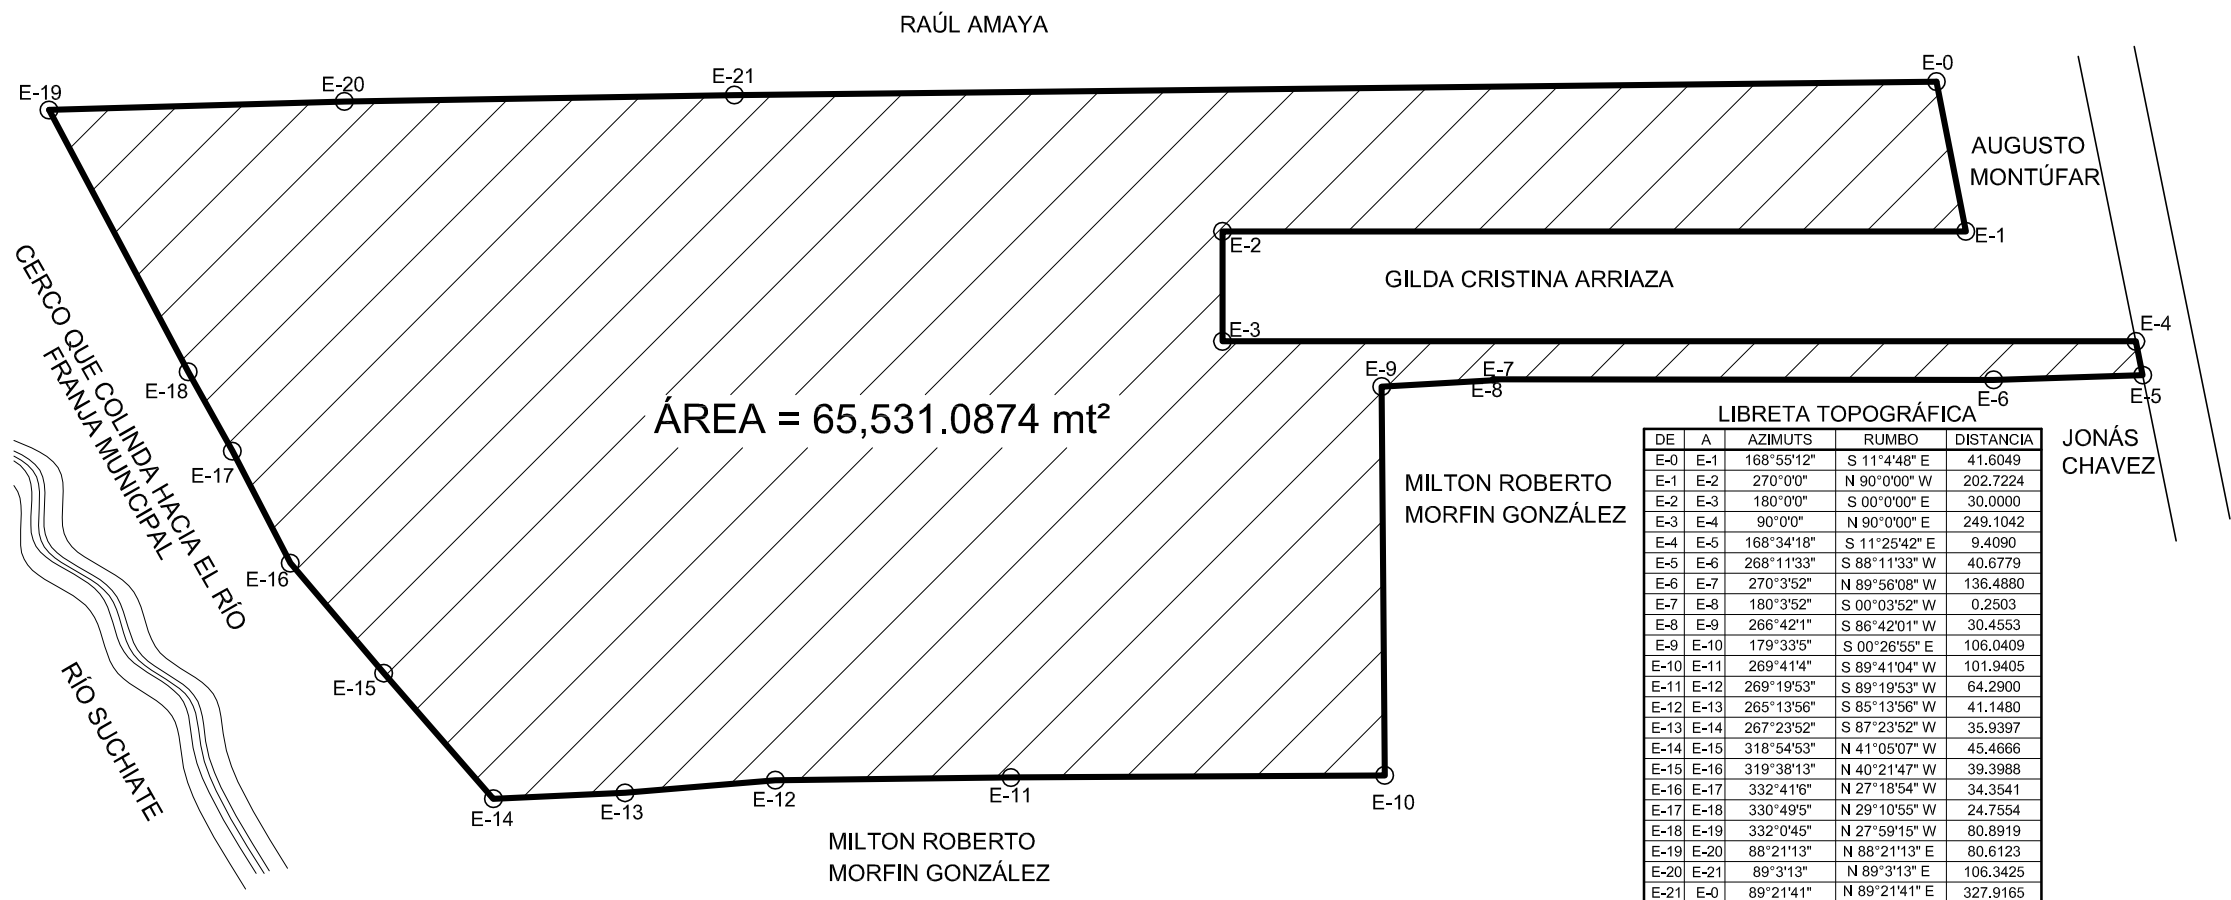 RAÚL AMAYA
E-19
E-20
E-21
E-0
AUGUSTO
MONTÚFAR
E-2
E-1
GILDA CRISTINA ARRIAZA
E-3
E-4
E-9
E-7
E-8
E-6
E-5
E-18
CERCO QUE COLINDA HACIA EL RÍO
FRANJA MUNICIPAL
ÁREA = 65,531.0874 mt²
E-17
E-16
E-15
RÍO SUCHIATE
E-14
E-13
E-12
E-11
E-10
MILTON ROBERTO
MORFIN GONZÁLEZ
MILTON ROBERTO
MORFIN GONZÁLEZ
JONÁS
CHAVEZ
LIBRETA TOPOGRÁFICA
DE A AZIMUTS RUMBO DISTANCIA
E-0 E-1 168°55'12" S 11°4'48" E 41.6049
E-1 E-2 270°0'0" N 90°0'00" W 202.7224
E-2 E-3 180°0'0" S 00°0'00" E 30.0000
E-3 E-4 90°0'0" N 90°0'00" E 249.1042
E-4 E-5 168°34'18" S 11°25'42" E 9.4090
E-5 E-6 268°11'33" S 88°11'33" W 40.6779
E-6 E-7 270°3'52" N 89°56'08" W 136.4880
E-7 E-8 180°3'52" S 00°03'52" W 0.2503
E-8 E-9 266°42'1" S 86°42'01" W 30.4553
E-9 E-10 179°33'5" S 00°26'55" E 106.0409
E-10 E-11 269°41'4" S 89°41'04" W 101.9405
E-11 E-12 269°19'53" S 89°19'53" W 64.2900
E-12 E-13 265°13'56" S 85°13'56" W 41.1480
E-13 E-14 267°23'52" S 87°23'52" W 35.9397
E-14 E-15 318°54'53" N 41°05'07" W 45.4666
E-15 E-16 319°38'13" N 40°21'47" W 39.3988
E-16 E-17 332°41'6" N 27°18'54" W 34.3541
E-17 E-18 330°49'5" N 29°10'55" W 24.7554
E-18 E-19 332°0'45" N 27°59'15" W 80.8919
E-19 E-20 88°21'13" N 88°21'13" E 80.6123
E-20 E-21 89°3'13" N 89°3'13" E 106.3425
E-21 E-0 89°21'41" N 89°21'41" E 327.9165